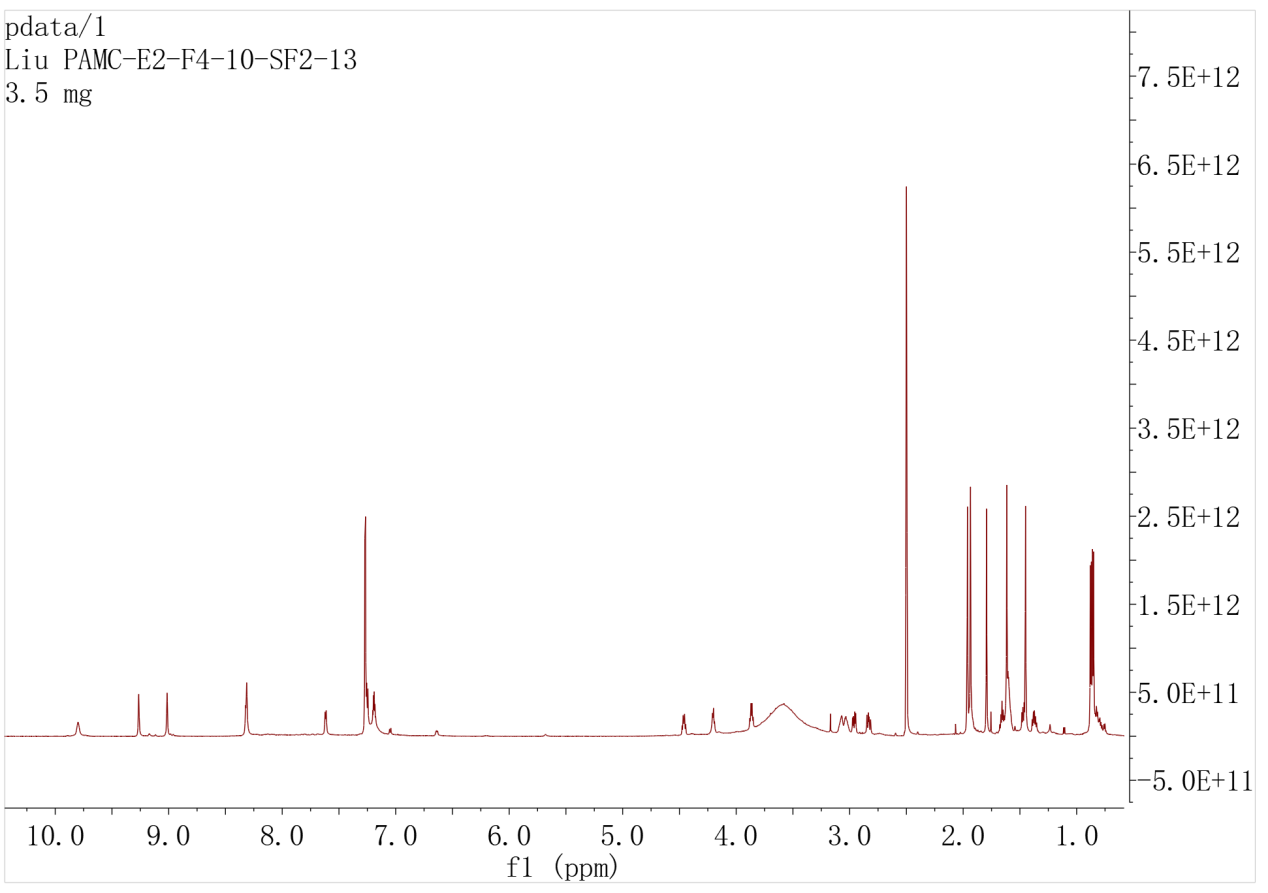 pdata/1
Liu PAMC-E2-F4-10-SF2-13
3.5 mg
7.5E+12
6.5E+12
5.5E+12
4.5E+12
3.5E+12
2.5E+12
1.5E+12
5.0E+11
-5.0E+11
10.0 9.0 8.0 7.0 6.0 5.0 4.0 3.0 2.0 1.0
f1 (ppm)